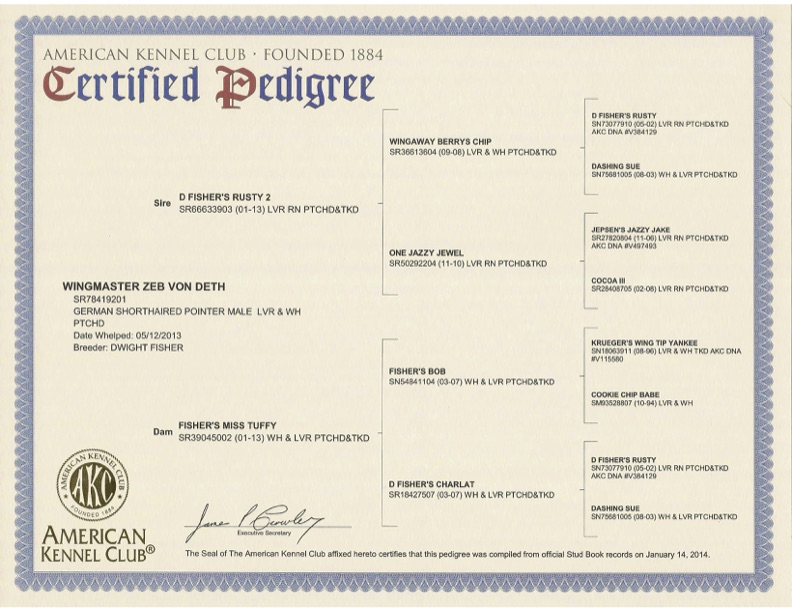 AMERICAN KENNEL CLUB · FOUNDED 1884
Certified Pedigree
WINGMASTER ZEB VON DETH
SR78419201
GERMAN SHORTHAIRED POINTER MALE LVR & WH
PTCHD
Date Whelped: 05/12/2013
Breeder: DWIGHT FISHER
Sire D FISHER'S RUSTY 2
SR66633903 (01-13) LVR RN PTCHD&TKD
Dam FISHER'S MISS TUFFY
SR39045002 (01-13) WH & LVR PTCHD&TKD
WINGAWAY BERRYS CHIP
SR36613604 (09-08) LVR & WH PTCHD&TKD
ONE JAZZY JEWEL
SR50292204 (11-10) LVR RN PTCHD&TKD
FISHER'S BOB
SN54841104 (03-07) WH & LVR PTCHD&TKD
D FISHER'S CHARLAT
SR18427507 (03-07) WH & LVR PTCHD&TKD
D FISHER'S RUSTY
SN73077910 (05-02) LVR RN PTCHD&TKD
AKC DNA #V384129
DASHING SUE
SN75681005 (08-03) WH & LVR PTCHD&TKD
JEPSEN'S JAZZY JAKE
SR27820804 (11-06) LVR RN PTCHD&TKD
AKC DNA #V497493
COCOA III
SR28408705 (02-08) LVR RN PTCHD&TKD
KRUEGER'S WING TIP YANKEE
SN18063911 (08-96) LVR & WH TKD AKC DNA
#V115580
COOKIE CHIP BABE
SM93528807 (10-94) LVR & WH
D FISHER'S RUSTY
SN73077910 (05-02) LVR RN PTCHD&TKD
AKC DNA #V384129
DASHING SUE
SN75681005 (08-03) WH & LVR PTCHD&TKD
AMERICAN KENNEL CLUB
AKC
FOUNDED 1884
AMERICAN
KENNEL CLUB®
James P. Crowley
Executive Secretary
The Seal of The American Kennel Club affixed hereto certifies that this pedigree was compiled from official Stud Book records on January 14, 2014.